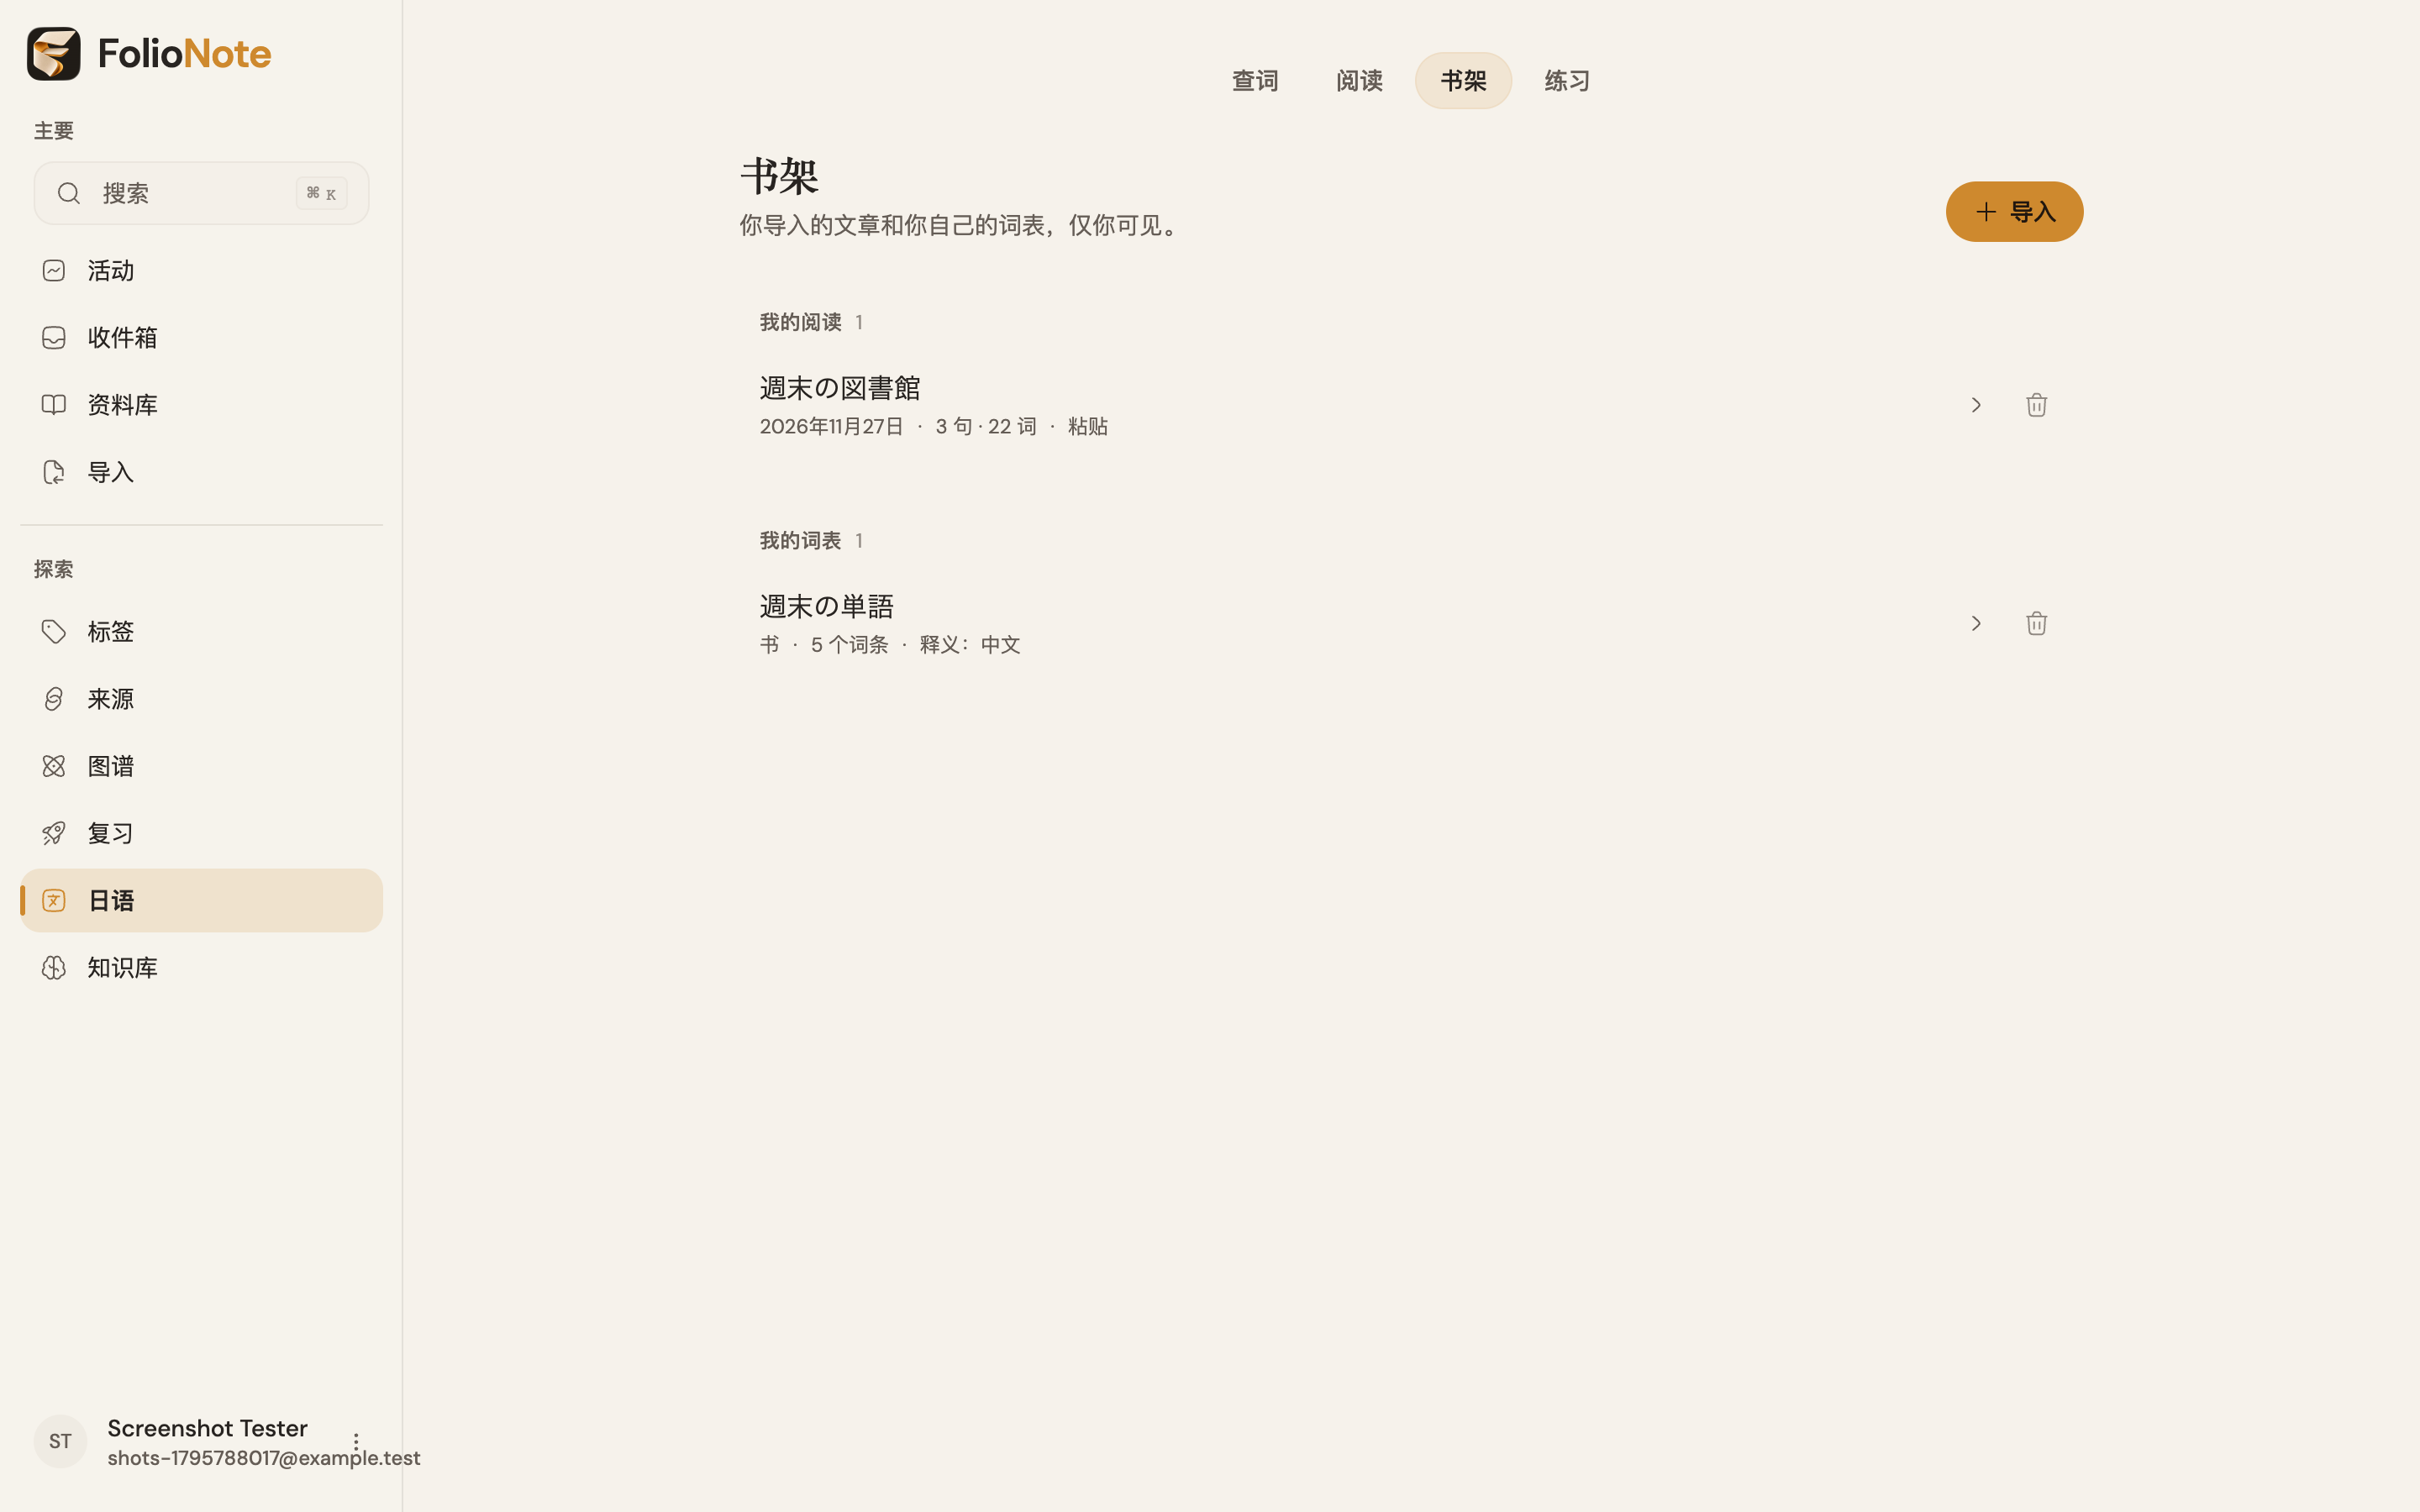 FolioNote
主要
搜索 ⌘ K
活动
收件箱
资料库
导入
探索
标签
来源
图谱
复习
日语
知识库
ST
Screenshot Tester
shots-1795788017@example.test
查词 阅读 书架 练习
书架
你导入的文章和你自己的词表，仅你可见。
导入
我的阅读 1
週末の図書館
2026年11月27日 · 3 句 · 22 词 · 粘贴
我的词表 1
週末の単語
书 · 5 个词条 · 释义：中文